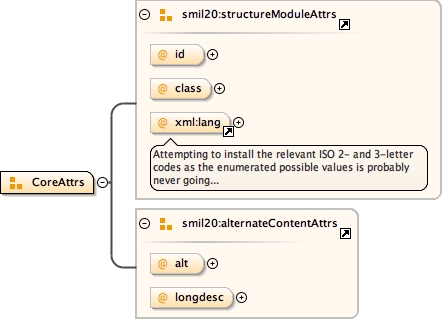 smil20:structureModuleAttrs
@ id
@ class
@ xml:lang
Attempting to install the relevant ISO 2- and 3-letter
codes as the enumerated possible values is probably
never going...
CoreAttrs
smil20:alternateContentAttrs
@ alt
@ longdesc